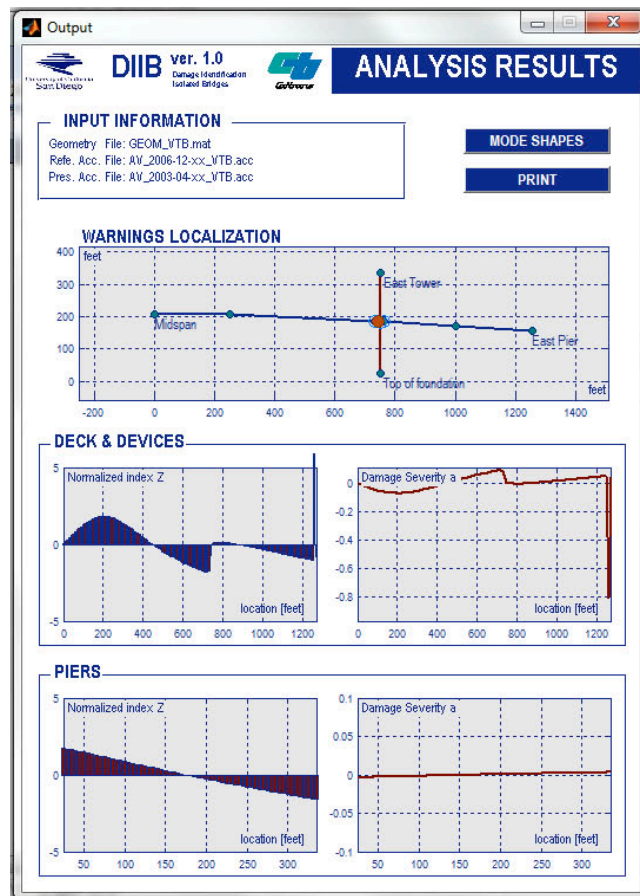 Output
University of California
San Diego
DIIB ver. 1.0
Damage Identification
Isolated Bridges
Caltrans
ANALYSIS RESULTS
INPUT INFORMATION
Geometry File: GEOM_VTB.mat
Refe. Acc. File: AV_2006-12-xx_VTB.acc
Pres. Acc. File: AV_2003-04-xx_VTB.acc
MODE SHAPES
PRINT
WARNINGS LOCALIZATION
feet
400
300
200
100
0
East Tower
Midspan
East Pier
Top of foundation
feet
-200 0 200 400 600 800 1000 1200 1400
DECK & DEVICES
Normalized index Z
5
0
-5
location [feet]
0 200 400 600 800 1000 1200
Damage Severity a
0
-0.2
-0.4
-0.6
-0.8
location [feet]
0 200 400 600 800 1000 1200
PIERS
Normalized index Z
5
0
-5
location [feet]
50 100 150 200 250 300
Damage Severity a
0.1
0.05
0
-0.05
-0.1
location [feet]
50 100 150 200 250 300